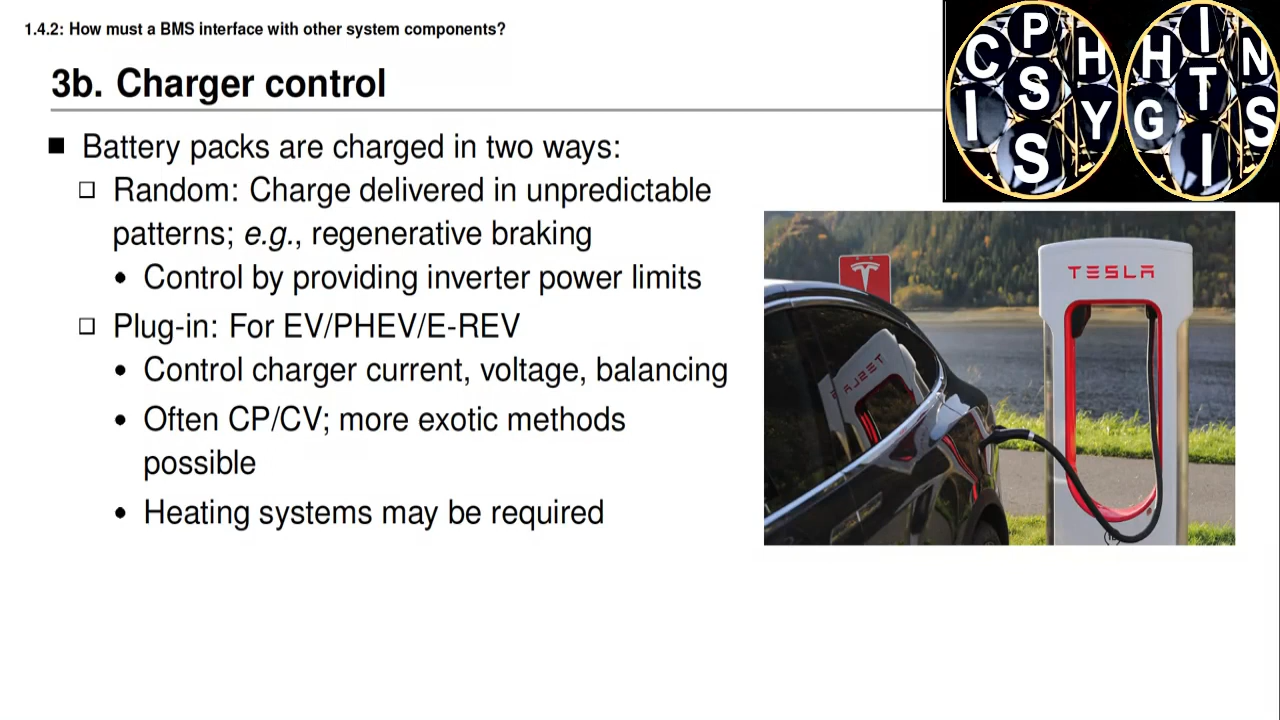 1.4.2: How must a BMS interface with other system components?
3b. Charger control
■ Battery packs are charged in two ways:
□ Random: Charge delivered in unpredictable
patterns; e.g., regenerative braking
• Control by providing inverter power limits
□ Plug-in: For EV/PHEV/E-REV
• Control charger current, voltage, balancing
• Often CP/CV; more exotic methods
possible
• Heating systems may be required
PHYSICS
INSIGHT
TESLA
TESLA